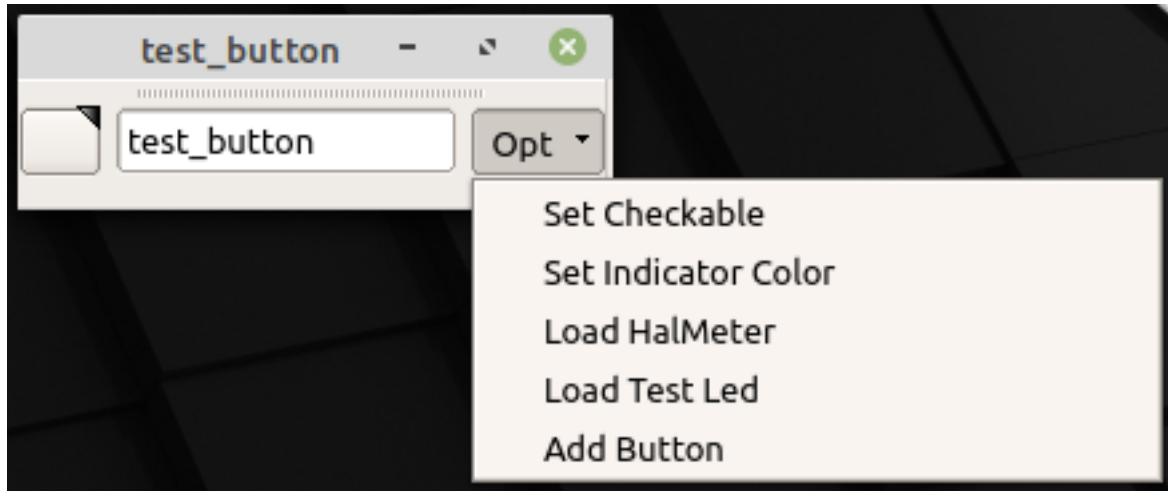 test_button
test_button
Opt
Set Checkable
Set Indicator Color
Load HalMeter
Load Test Led
Add Button